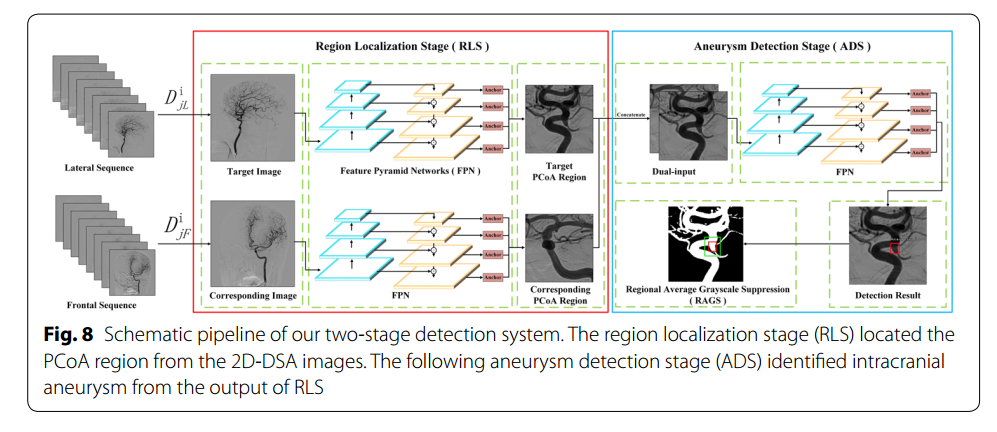 Region Localization Stage ( RLS )
Aneurysm Detection Stage ( ADS )
D i jL
Lateral Sequence
Target Image
Anchor
Anchor
Anchor
Anchor
Feature Pyramid Networks ( FPN )
Target
PCoA Region
Concatenate
Dual-input
Anchor
Anchor
Anchor
Anchor
FPN
D i jF
Frontal Sequence
Corresponding Image
Anchor
Anchor
Anchor
Anchor
FPN
Corresponding
PCoA Region
Regional Average Grayscale Suppression
( RAGS )
Detection Result
Fig. 8 Schematic pipeline of our two-stage detection system. The region localization stage (RLS) located the
PCoA region from the 2D-DSA images. The following aneurysm detection stage (ADS) identified intracranial
aneurysm from the output of RLS